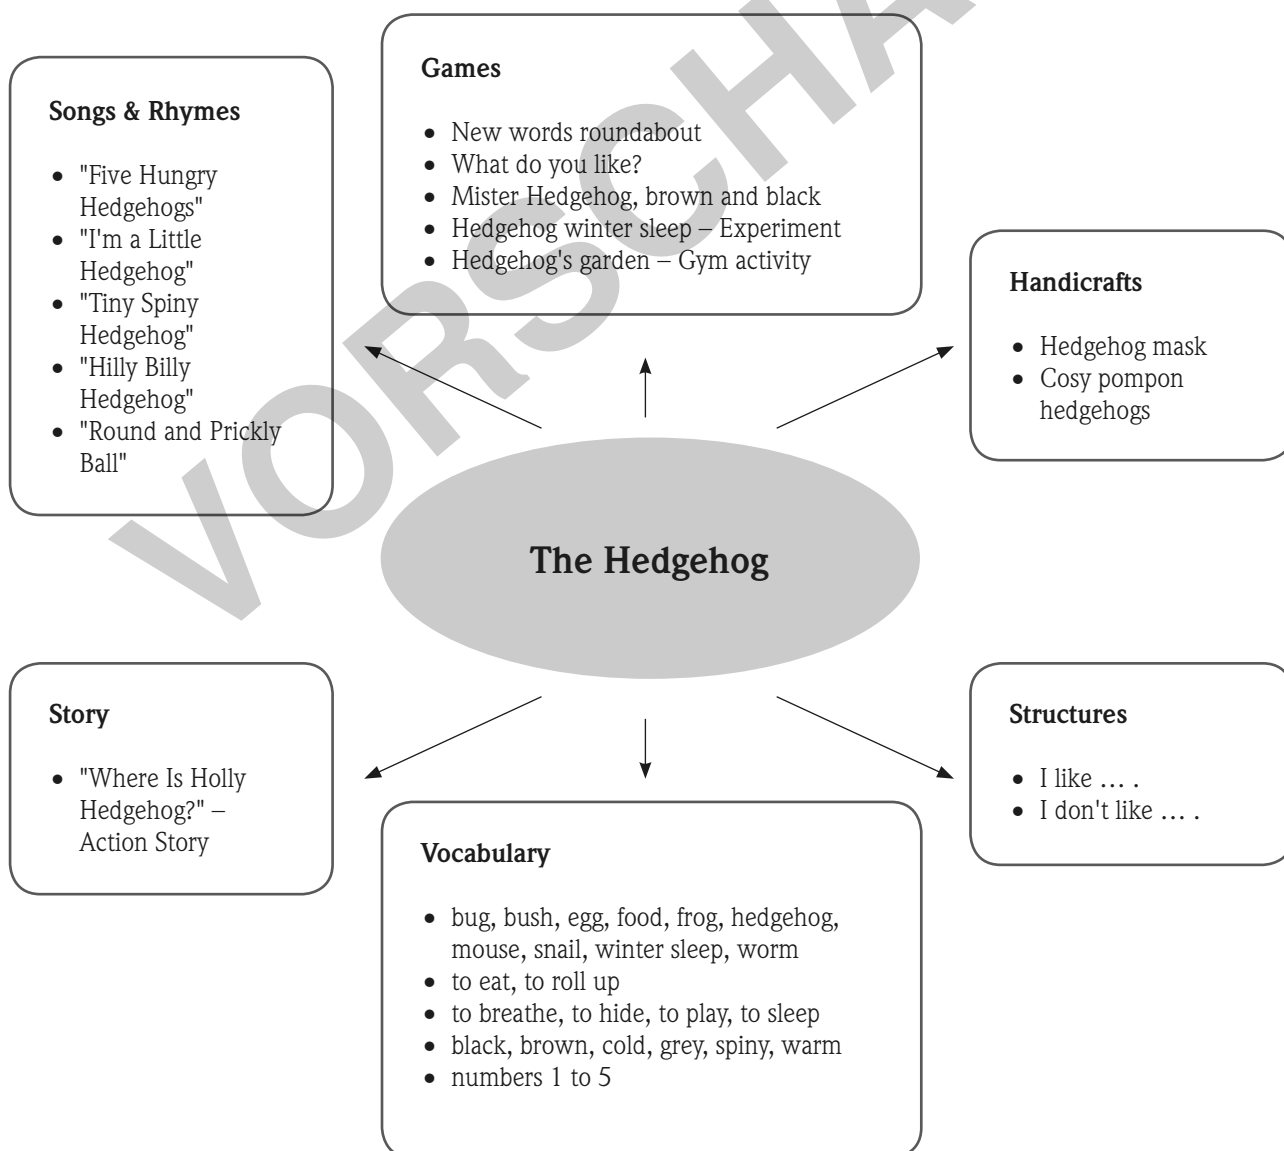 Songs & Rhymes
• "Five Hungry
Hedgehogs"
• "I'm a Little
Hedgehog"
• "Tiny Spiny
Hedgehog"
• "Hilly Billy
Hedgehog"
• "Round and Prickly
Ball"
Games
• New words roundabout
• What do you like?
• Mister Hedgehog, brown and black
• Hedgehog winter sleep – Experiment
• Hedgehog's garden – Gym activity
Handicrafts
• Hedgehog mask
• Cosy pompon
hedgehogs
The Hedgehog
Story
• "Where Is Holly
Hedgehog?" –
Action Story
Vocabulary
• bug, bush, egg, food, frog, hedgehog,
mouse, snail, winter sleep, worm
• to eat, to roll up
• to breathe, to hide, to play, to sleep
• black, brown, cold, grey, spiny, warm
• numbers 1 to 5
Structures
• I like … .
• I don't like … .
VORSCHA